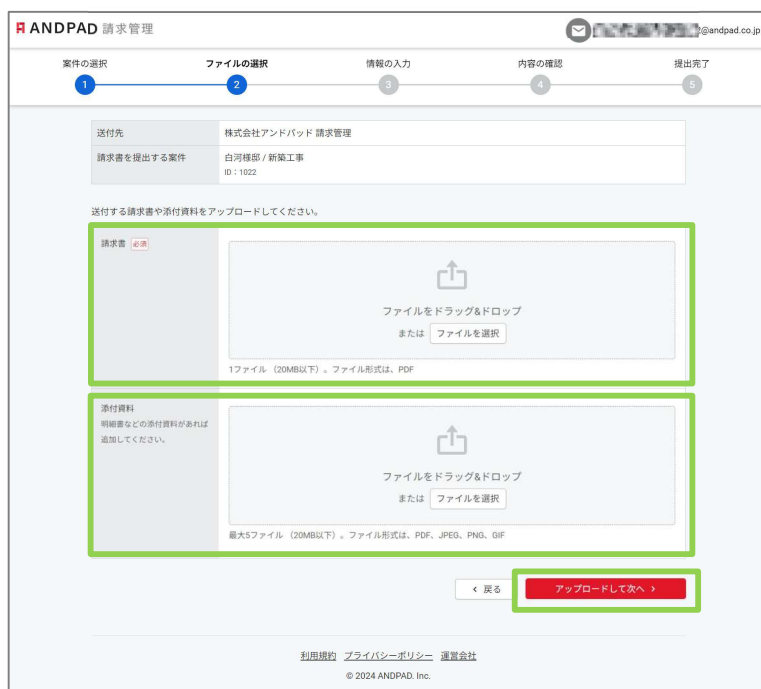 ANDPAD 請求管理
@andpad.co.jp
案件の選択 ファイルの選択 情報の入力 内容の確認 提出完了
1 2 3 4 5
送付先 株式会社アンドパッド 請求管理
請求書を提出する案件 白河様邸 / 新築工事
ID：1022
送付する請求書や添付資料をアップロードしてください。
請求書 必須
ファイルをドラッグ&ドロップ
または ファイルを選択
1ファイル （20MB以下）。ファイル形式は、PDF
添付資料
明細書などの添付資料があれば
追加してください。
ファイルをドラッグ&ドロップ
または ファイルを選択
最大5ファイル （20MB以下）。ファイル形式は、PDF、JPEG、PNG、GIF
< 戻る アップロードして次へ >
利用規約 プライバシーポリシー 運営会社
© 2024 ANDPAD. Inc.